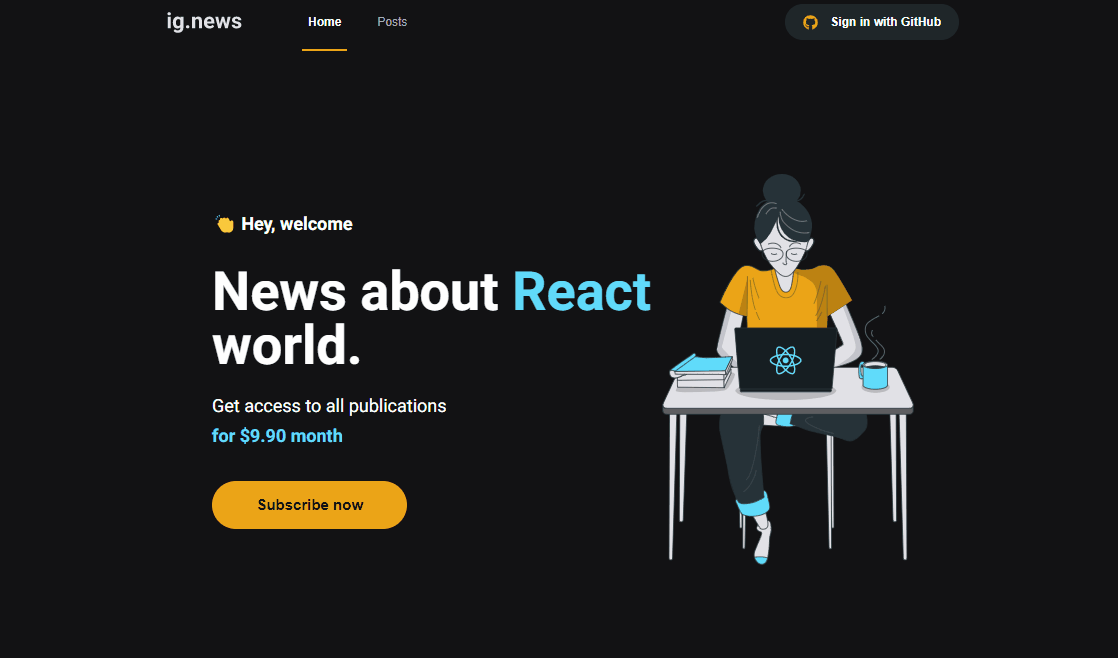 ig.news
Home
Posts
Sign in with GitHub
👏 Hey, welcome
News about React
world.
Get access to all publications
for $9.90 month
Subscribe now